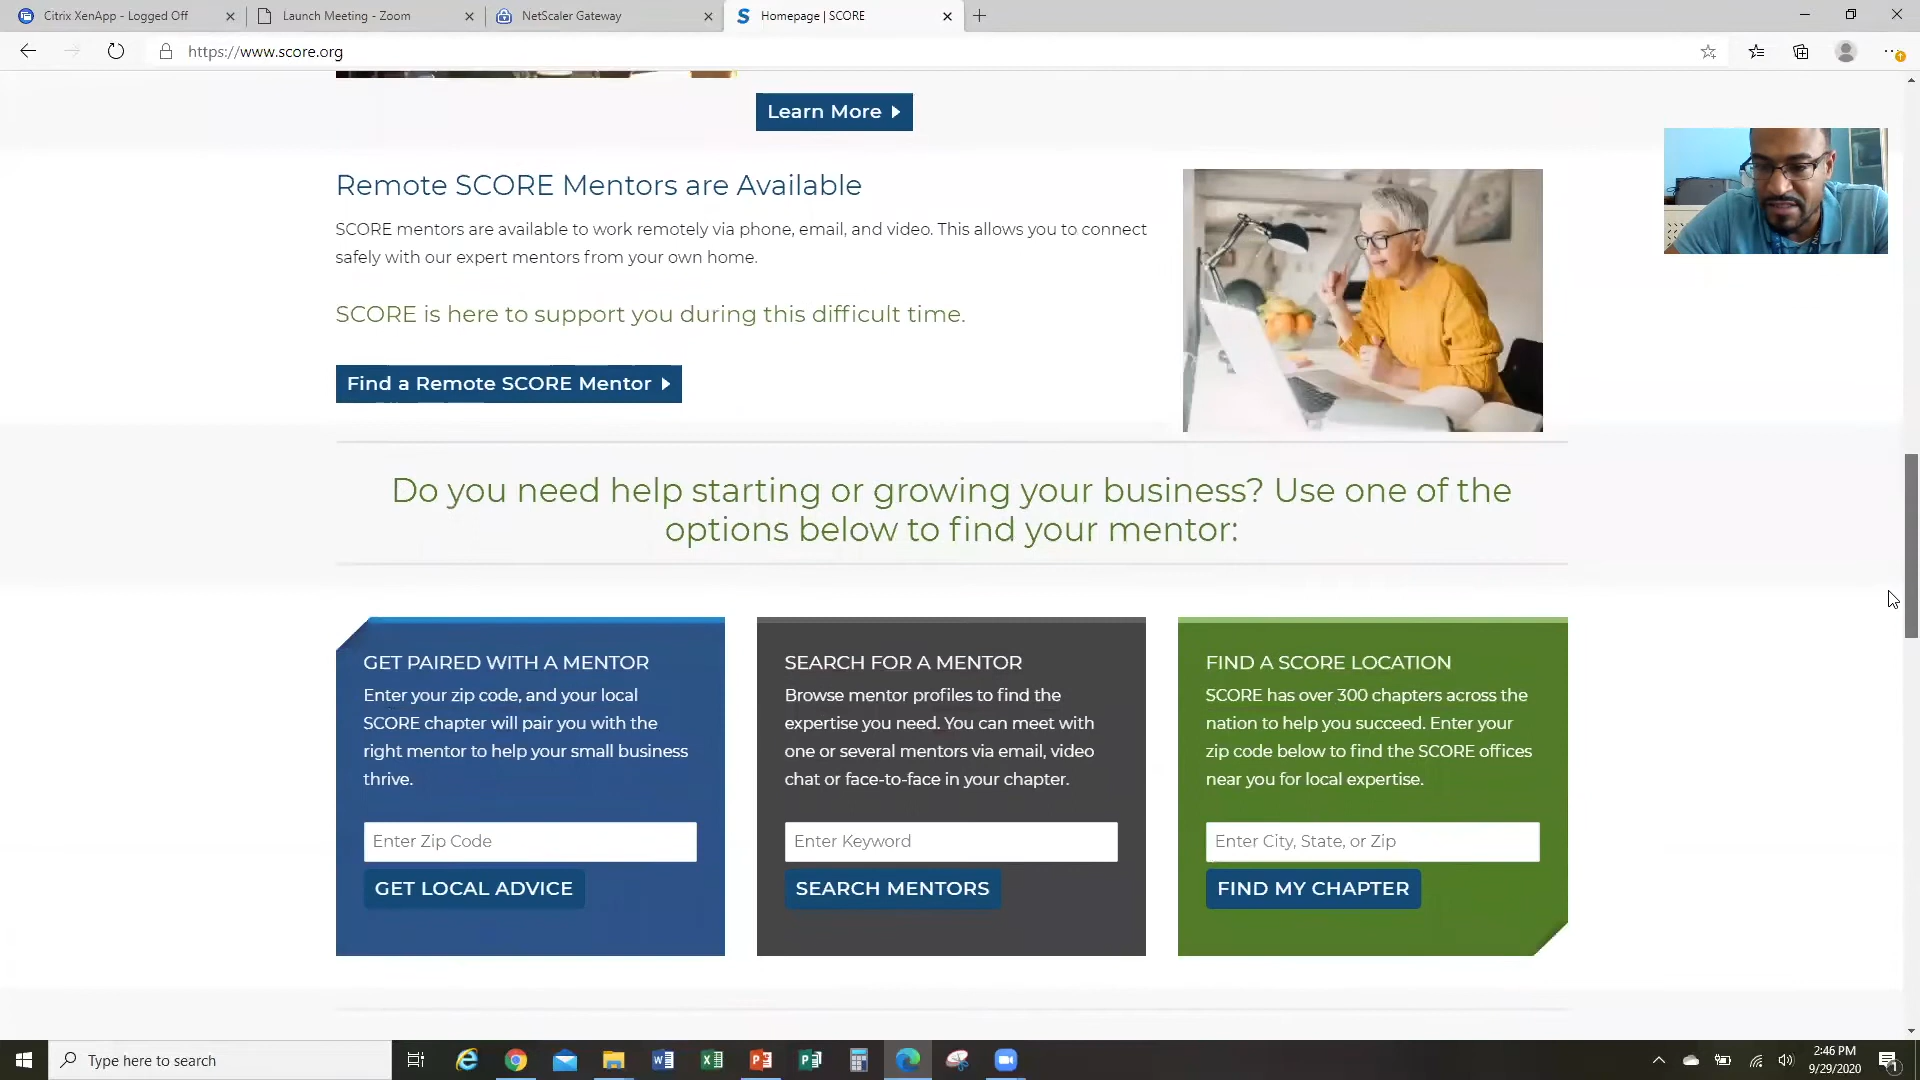 Citrix XenApp - Logged Off
Launch Meeting - Zoom
NetScaler Gateway
Homepage | SCORE
https://www.score.org
Learn More
Remote SCORE Mentors are Available
SCORE mentors are available to work remotely via phone, email, and video. This allows you to connect
safely with our expert mentors from your own home.
SCORE is here to support you during this difficult time.
Find a Remote SCORE Mentor
Do you need help starting or growing your business? Use one of the
options below to find your mentor:
GET PAIRED WITH A MENTOR
Enter your zip code, and your local
SCORE chapter will pair you with the
right mentor to help your small business
thrive.
Enter Zip Code
GET LOCAL ADVICE
SEARCH FOR A MENTOR
Browse mentor profiles to find the
expertise you need. You can meet with
one or several mentors via email, video
chat or face-to-face in your chapter.
Enter Keyword
SEARCH MENTORS
FIND A SCORE LOCATION
SCORE has over 300 chapters across the
nation to help you succeed. Enter your
zip code below to find the SCORE offices
near you for local expertise.
Enter City, State, or Zip
FIND MY CHAPTER
Type here to search
2:46 PM
9/29/2020